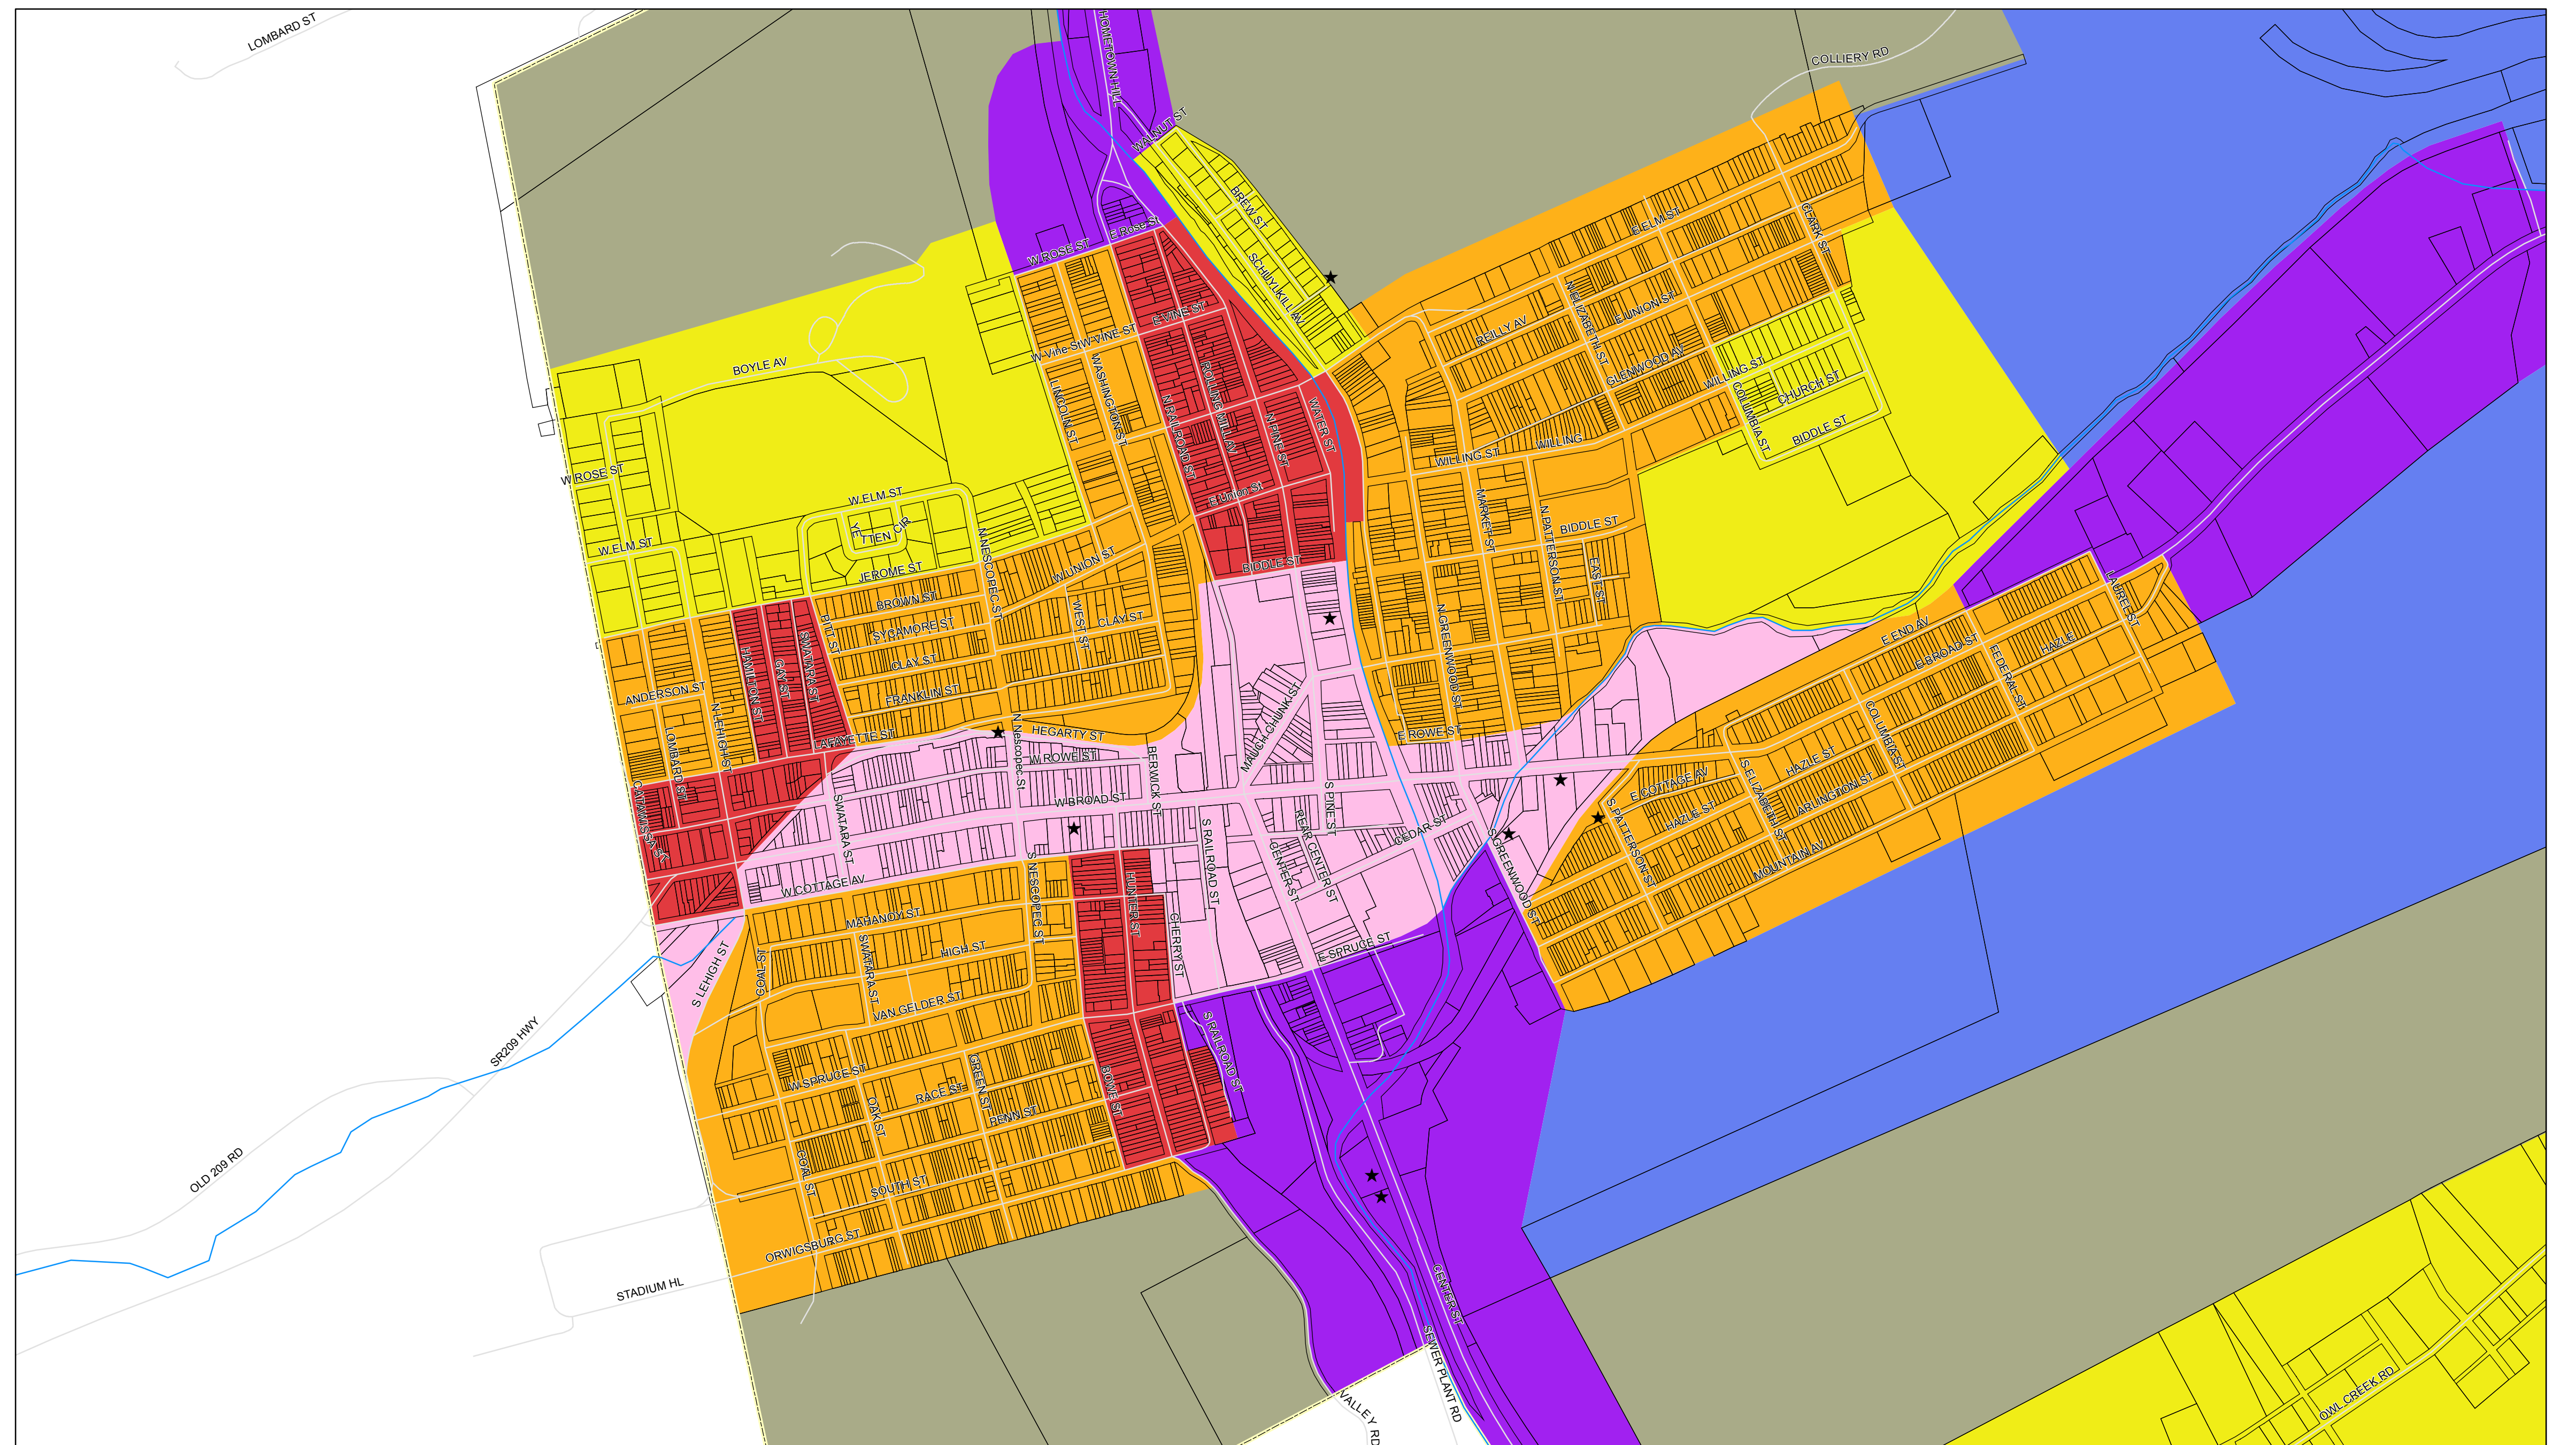 LOMBARD ST
HOMETOWN HILL
COLLIERY RD
WALNUT ST
BREW ST
SCHUYLKILL AV
W ROSE ST
E Rose St
E ELM ST
CLARK ST
E VINE ST
W Vine St
W VINE ST
REILLY AV
N ELIZABETH ST
E UNION ST
GLENWOOD AV
WILLING ST
CHURCH ST
COLUMBIA ST
BIDDLE ST
BOYLE AV
LINCOLN ST
WASHINGTON ST
N RAILROAD ST
ROLLING MILL AV
N PINE ST
WATER ST
WILLING
WILLING ST
W ROSE ST
W ELM ST
YETTEN CIR
N NESCOPEC ST
E Union St
MARKET ST
N PATTERSON ST
BIDDLE ST
EAST ST
W ELM ST
JEROME ST
W UNION ST
BIDDLE ST
BROWN ST
PITT ST
SYCAMORE ST
WEST ST
CLAY ST
CLAY ST
N GREENWOOD ST
HAMILTON ST
GAY ST
SWATARA ST
ANDERSON ST
N LEHIGH ST
FRANKLIN ST
LAFAYETTE ST
LOMBARD ST
CATAWISSA ST
N Nescopec St
HEGARTY ST
W ROWE ST
BERWICK ST
MAUCH CHUNK ST
E ROWE ST
E END AV
E BROAD ST
FEDERAL ST
HAZLE
LAUREL ST
COLUMBIA ST
HAZLE ST
ARLINGTON ST
S ELIZABETH ST
E COTTAGE AV
HAZLE ST
S PATTERSON ST
MOUNTAIN AV
W BROAD ST
S PINE ST
SWATARA ST
S RAILROAD ST
CENTER ST
REAR CENTER ST
CEDAR ST
S GREENWOOD ST
W COTTAGE AV
S NESCOPEC ST
HUNTER ST
CHERRY ST
MAHANOY ST
SWATARA ST
HIGH ST
E SPRUCE ST
S LEHIGH ST
COAL ST
VAN GELDER ST
S RAILROAD ST
SR209 HWY
W SPRUCE ST
OAK ST
RACE ST
GREEN ST
PENN ST
BOWE ST
OLD 209 RD
COAL ST
SOUTH ST
ORWIGSBURG ST
STADIUM HL
CENTER ST
SEWER PLANT RD
VALLEY RD
OWL CREEK RD